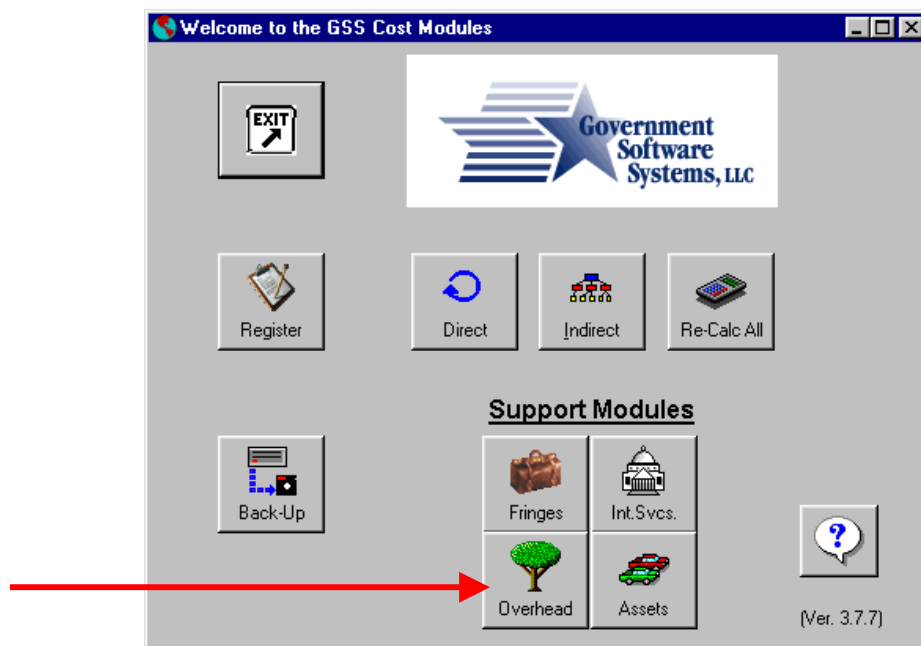 Welcome to the GSS Cost Modules
EXIT
Government
Software
Systems, LLC
Register
Direct
Indirect
Re-Calc All
Support Modules
Back-Up
Fringes
Int.Svcs.
?
Overhead
Assets
(Ver. 3.7.7)